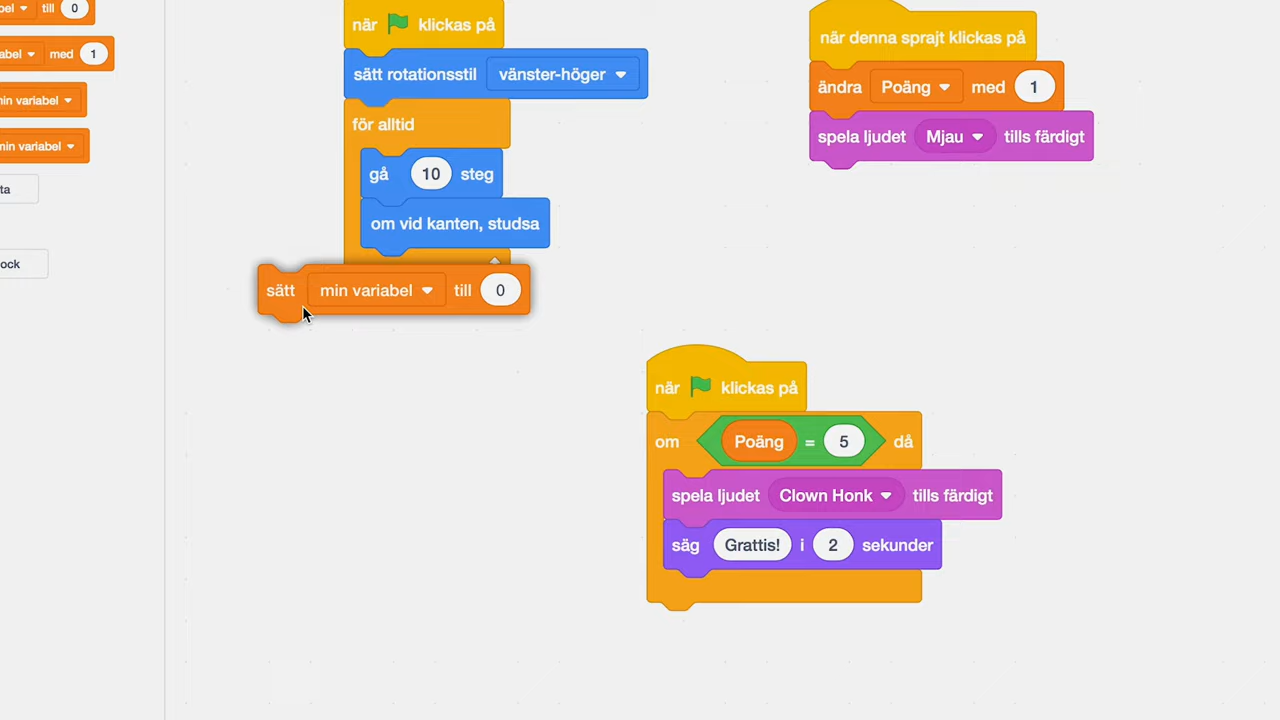 bel till 0
abel med 1
min variabel
min variabel
ta
ock
när klickas på
sätt rotationsstil vänster-höger
för alltid
gå 10 steg
om vid kanten, studsa
sätt min variabel till 0
när denna sprajt klickas på
ändra Poäng med 1
spela ljudet Mjau tills färdigt
när klickas på
om Poäng = 5 då
spela ljudet Clown Honk tills färdigt
säg Grattis! i 2 sekunder